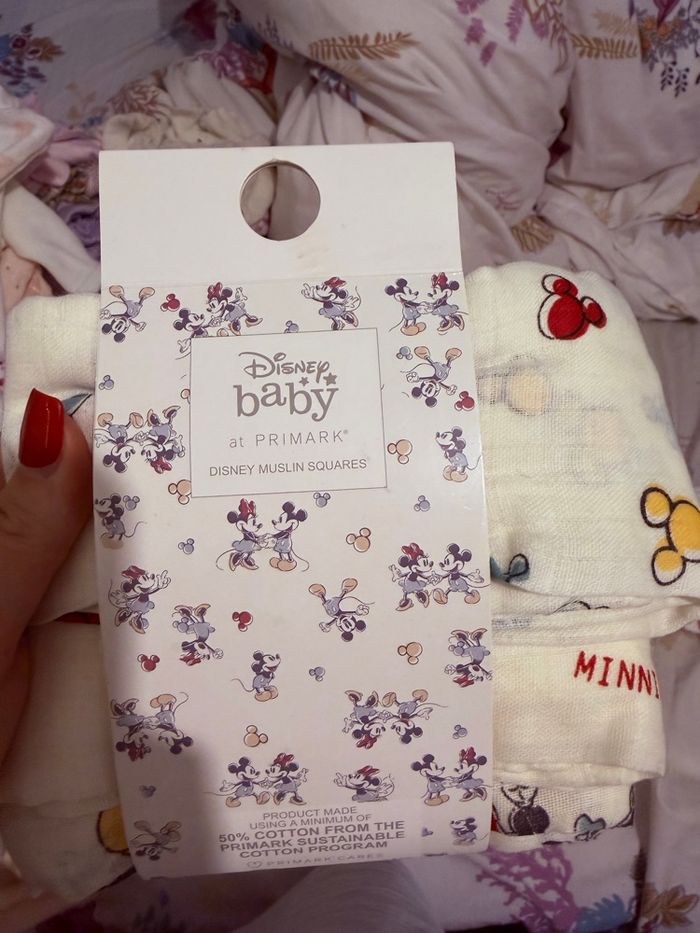 Disney
baby
at PRIMARK®
DISNEY MUSLIN SQUARES
MINNI
PRODUCT MADE
USING A MINIMUM OF
50% COTTON FROM THE
PRIMARK SUSTAINABLE
COTTON PROGRAM
PRIMARK CARES